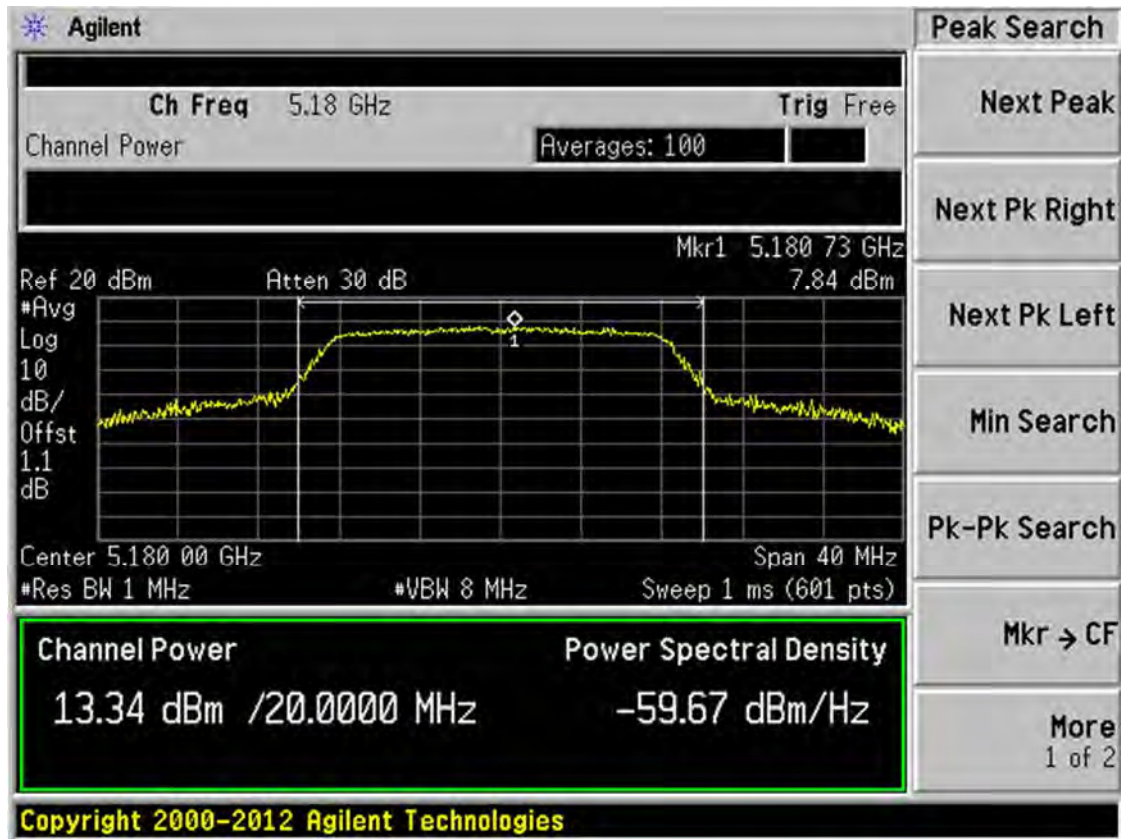 Agilent
Peak Search
Ch Freq 5.18 GHz Trig Free
Channel Power Averages: 100
Mkr1 5.180 73 GHz
Ref 20 dBm Atten 30 dB 7.84 dBm
#Avg
Log
10
dB/
Offst
1.1
dB
1
Center 5.180 00 GHz Span 40 MHz
#Res BW 1 MHz #VBW 8 MHz Sweep 1 ms (601 pts)
Channel Power Power Spectral Density
13.34 dBm /20.0000 MHz -59.67 dBm/Hz
Copyright 2000-2012 Agilent Technologies
Next Peak
Next Pk Right
Next Pk Left
Min Search
Pk-Pk Search
Mkr → CF
More
1 of 2